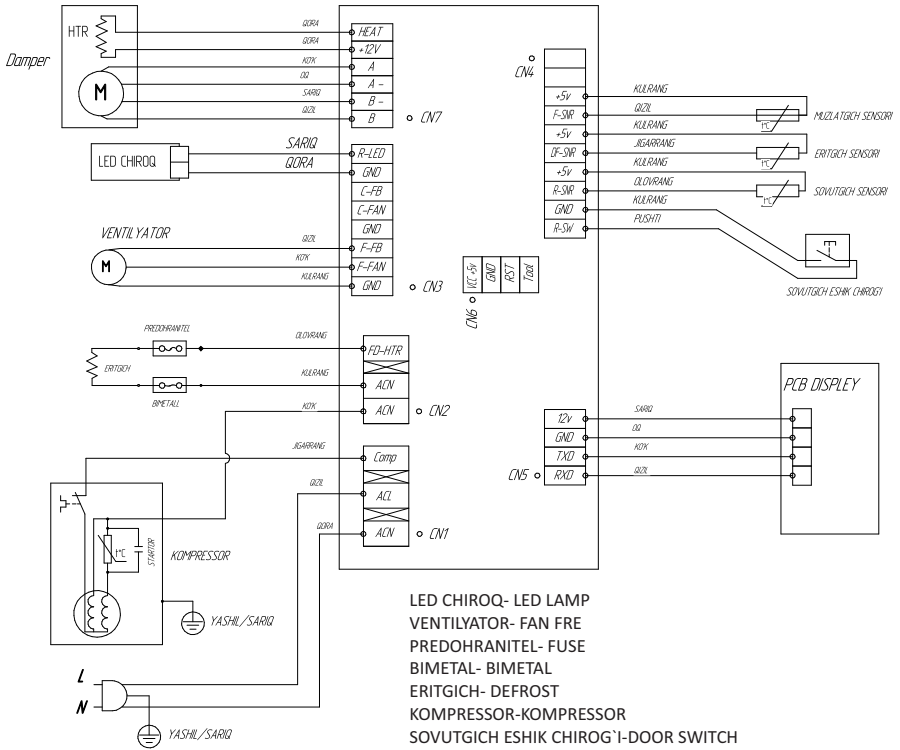 Damper
HTR
M
QORA
QORA
KO'K
OQ
SARIQ
QIZIL
HEAT
+12V
A
A -
B -
B
CN7
LED CHIROQ
SARIQ
QORA
R-LED
GND
C-FB
C-FAN
GND
F-FB
F-FAN
GND
CN3
VENTILYATOR
M
QIZIL
KO'K
KULRANG
PREDOHRANITEL
ERITGICH
BIMETALL
OLOVRANG
KULRANG
KO'K
FD-HTR
ACN
ACN
CN2
JIGARRANG
QIZIL
QORA
Comp
ACL
ACN
CN1
t°C
STARTOR
KOMPRESSOR
YASHIL/SARIQ
L
N
YASHIL/SARIQ
CN4
+5v
F-SNR
+5v
DF-SNR
+5v
R-SNR
GND
R-SW
KULRANG
QIZIL
KULRANG
JIGARRANG
KULRANG
OLOVRANG
KULRANG
PUSHTI
t°C
MUZLATGICH SENSORI
t°C
ERITGICH SENSORI
t°C
SOVUTGICH SENSORI
SOVUTGICH ESHIK CHIROG'I
VCC +5v
GND
RST
Tool
CN6
12v
GND
TXD
RXD
CN5
SARIQ
OQ
KO'K
QIZIL
PCB DISPLEY
LED CHIROQ- LED LAMP
VENTILYATOR- FAN FRE
PREDOHRANITEL- FUSE
BIMETAL- BIMETAL
ERITGICH- DEFROST
KOMPRESSOR-KOMPRESSOR
SOVUTGICH ESHIK CHIROG`I-DOOR SWITCH